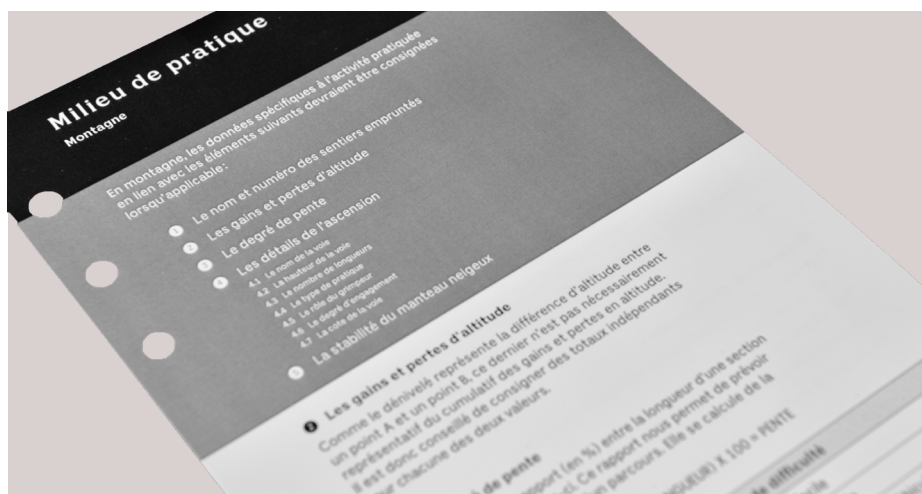 Milieu de pratique
Montagne
En montagne, les données spécifiques à l'activité pratiquée
en lien avec les éléments suivants devraient être consignées
lorsqu'applicable :
1 Le nom et numéro des sentiers empruntés
2 Les gains et pertes d'altitude
3 Le degré de pente
4 Les détails de l'ascension
4.1 Le nom de la voie
4.2 La hauteur de la voie
4.3 Le nombre de longueurs
4.4 Le type de pratique
4.5 Le rôle du grimpeur
4.6 Le degré d'engagement
4.7 La cote de la voie
5 La stabilité du manteau neigeux
2 Les gains et pertes d'altitude
Comme le dénivelé représente la différence d'altitude entre
un point A et un point B, ce dernier n'est pas nécessairement
représentatif du cumulatif des gains et pertes en altitude.
Il est donc conseillé de consigner des totaux indépendants
chacune des deux valeurs.
de pente
(en %) entre la longueur d'une section
Ce rapport nous permet de prévoir
un parcours. Elle se calcule de la
X 100 = PENTE
de difficulté